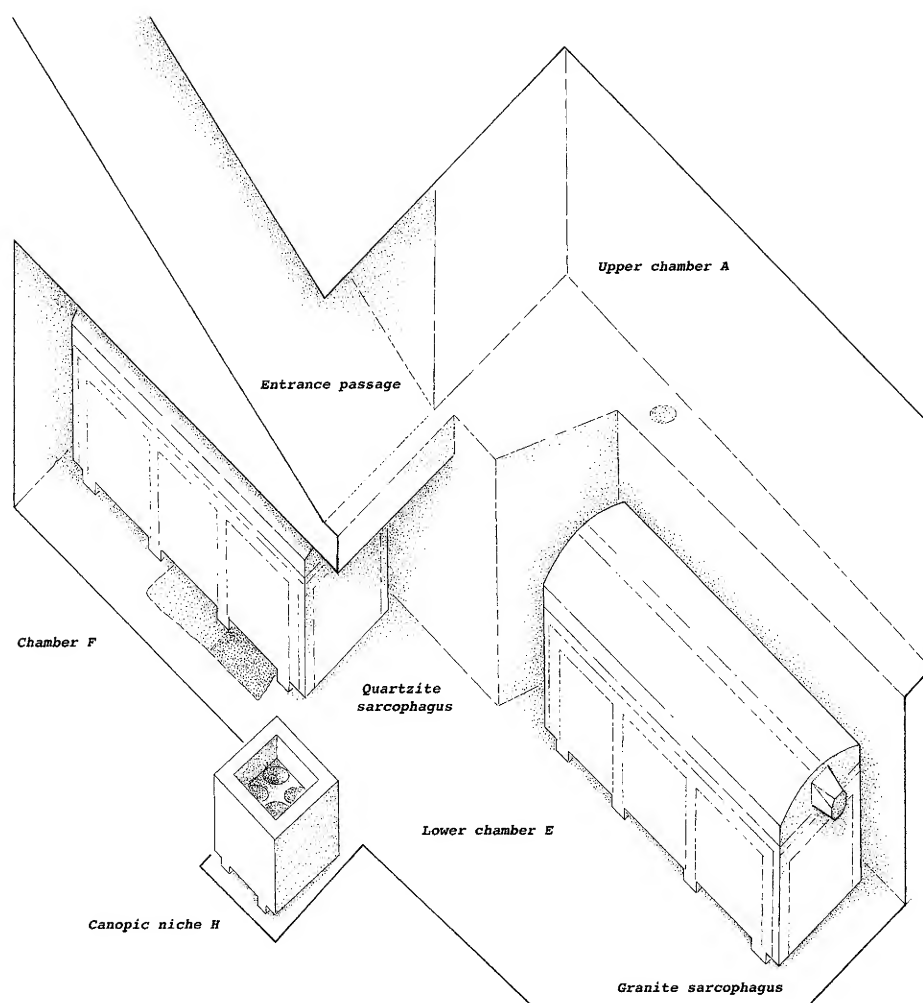 Upper chamber A
Entrance passage
Chamber F
Quartzite
sarcophagus
Lower chamber E
Canopic niche H
Granite sarcophagus